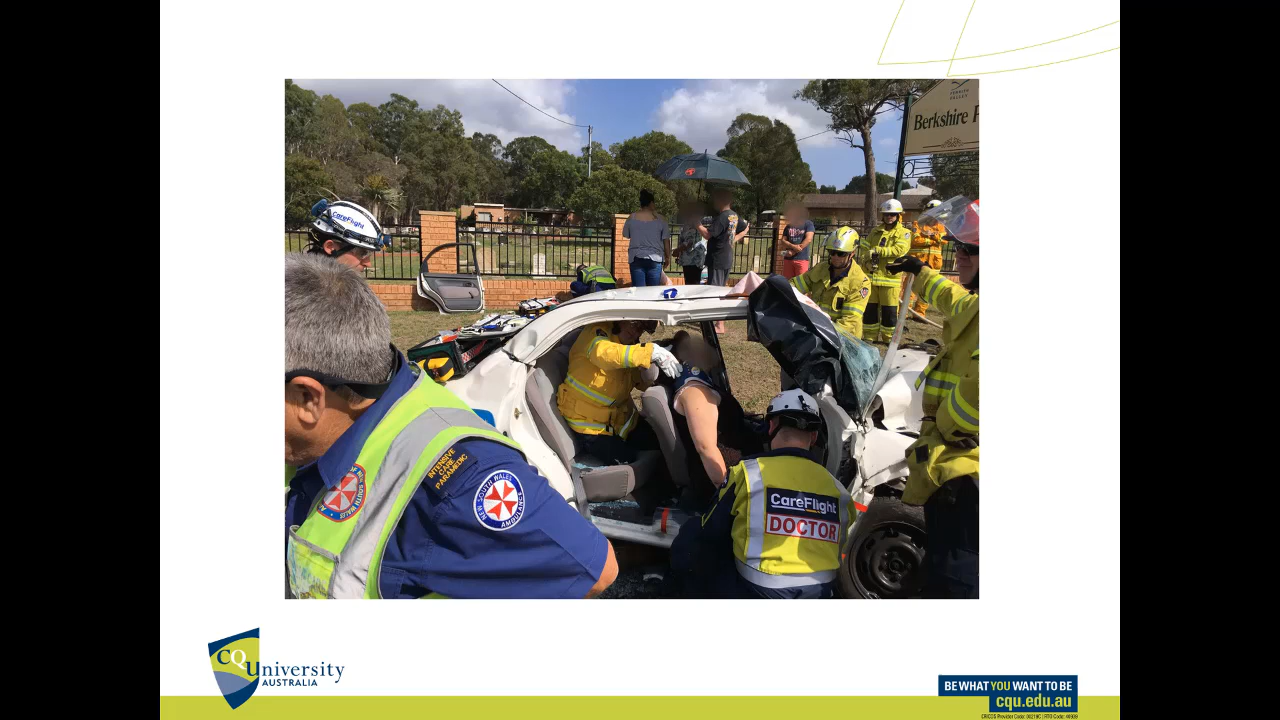 Berkshire P
CareFlight
INTENSIVE
CARE
PARAMEDIC
NEW SOUTH WALES
AMBULANCE
CareFlight
DOCTOR
CQUniversity
AUSTRALIA
BE WHAT YOU WANT TO BE
cqu.edu.au